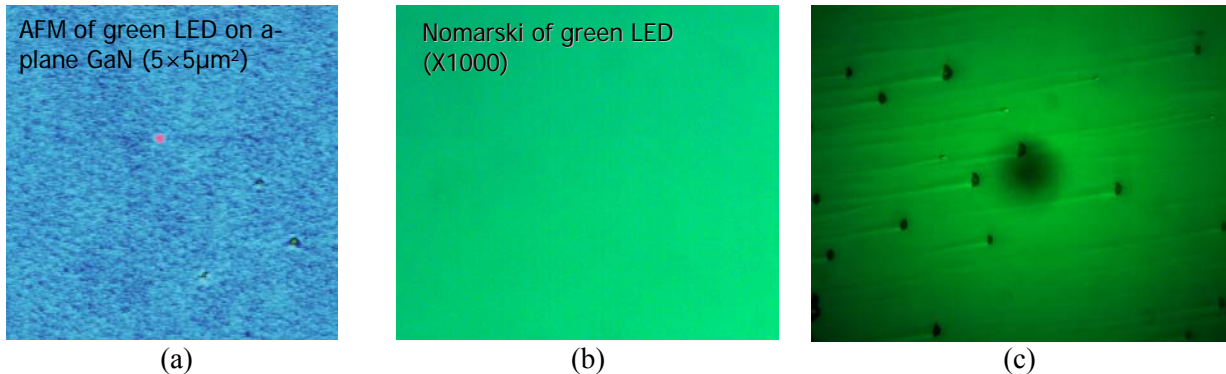 AFM of green LED on a-
plane GaN (5×5μm²)
Nomarski of green LED
(X1000)
(a)
(b)
(c)